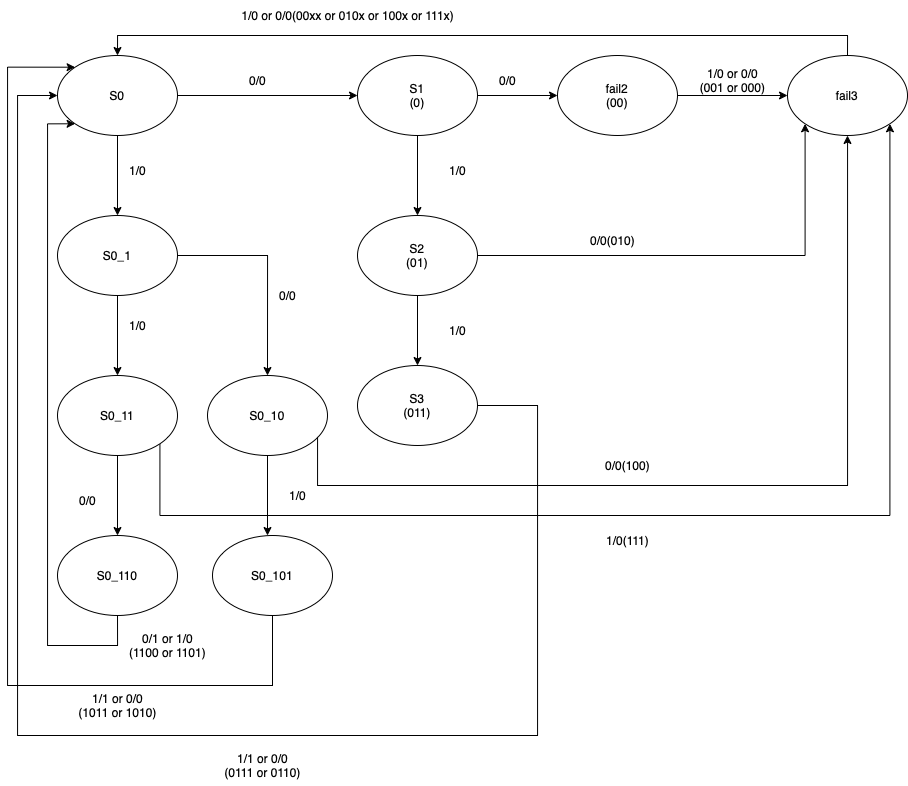 1/0 or 0/0(00xx or 010x or 100x or 111x)
S0
0/0
S1
(0)
0/0
fail2
(00)
1/0 or 0/0
(001 or 000)
fail3
1/0
1/0
S0_1
S2
(01)
0/0(010)
0/0
1/0
1/0
S0_11
S0_10
S3
(011)
0/0(100)
0/0
1/0
1/0(111)
S0_110
S0_101
0/1 or 1/0
(1100 or 1101)
1/1 or 0/0
(1011 or 1010)
1/1 or 0/0
(0111 or 0110)